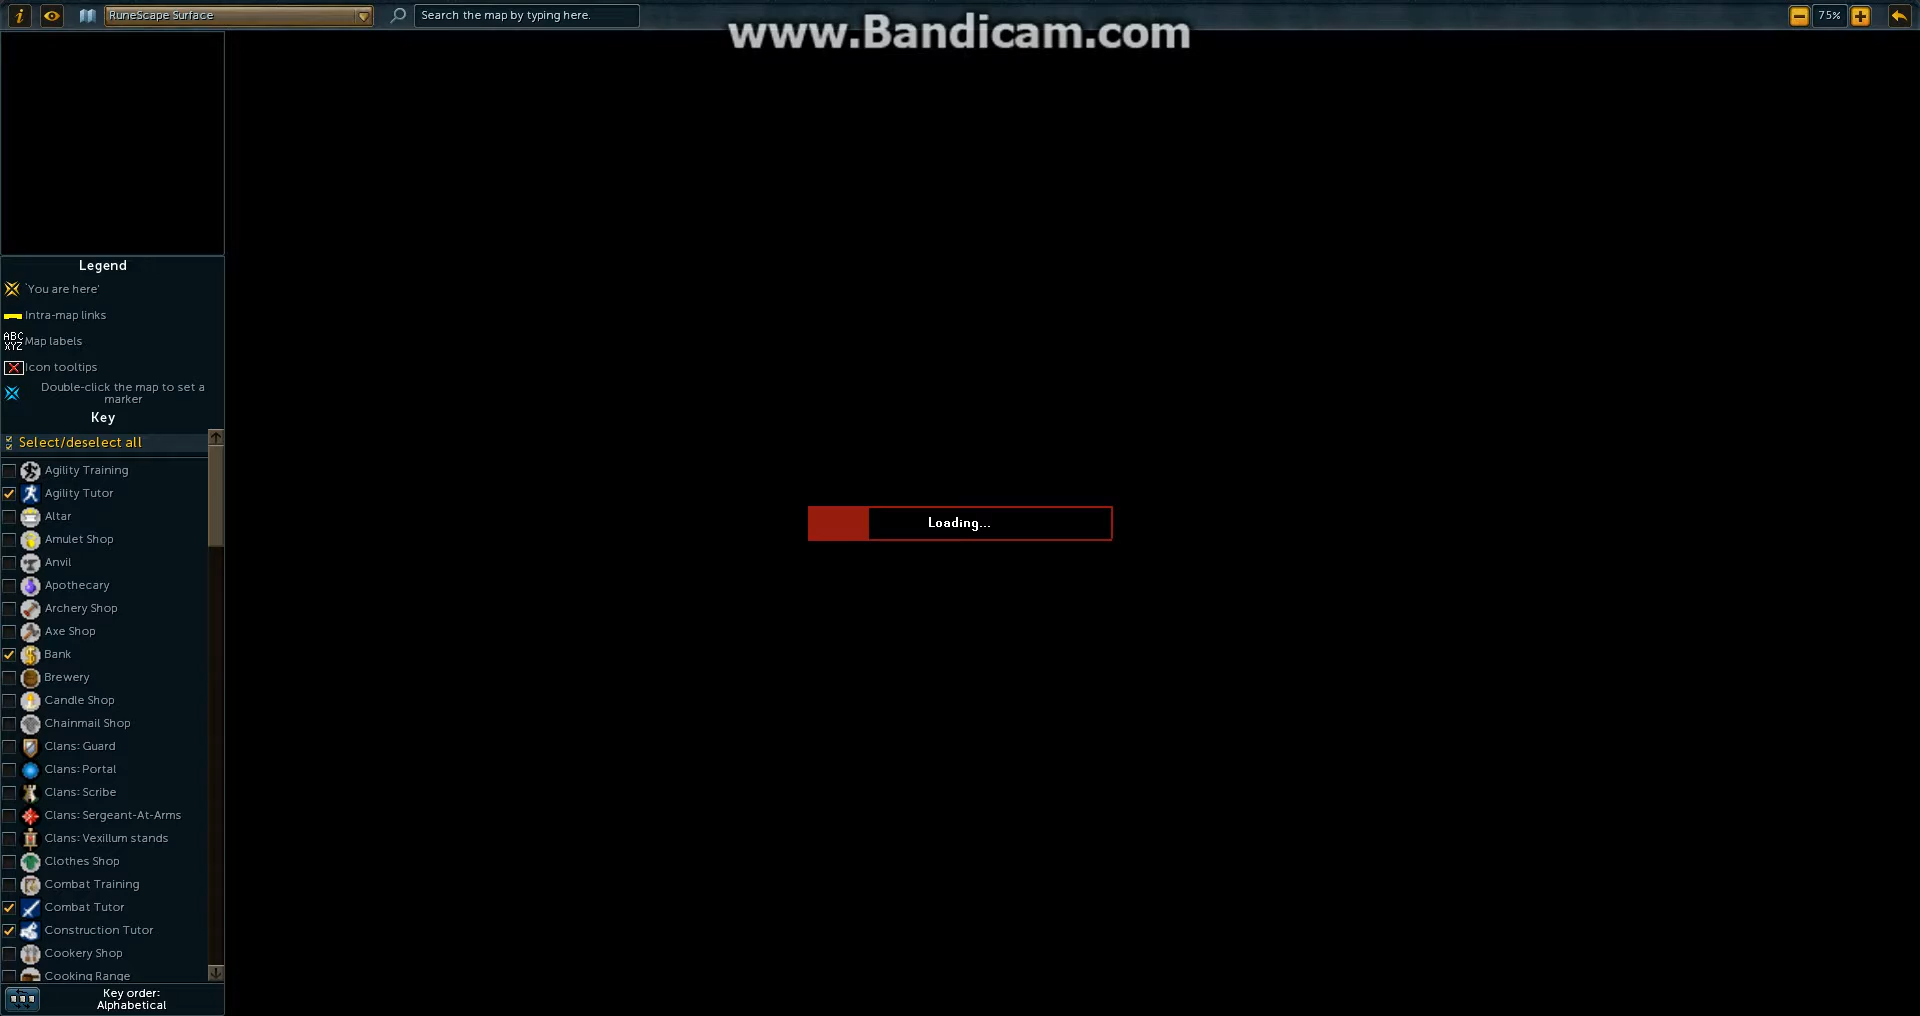 RuneScape Surface
Search the map by typing here.
www.Bandicam.com
75%
Legend
'You are here'
Intra-map links
ABC
XYZ
Map labels
Icon tooltips
Double-click the map to set a
marker
Key
Select/deselect all
Agility Training
Agility Tutor
Altar
Amulet Shop
Anvil
Apothecary
Archery Shop
Axe Shop
Bank
Brewery
Candle Shop
Chainmail Shop
Clans: Guard
Clans: Portal
Clans: Scribe
Clans: Sergeant-At-Arms
Clans: Vexillum stands
Clothes Shop
Combat Training
Combat Tutor
Construction Tutor
Cookery Shop
Cooking Range
Key order:
Alphabetical
Loading...